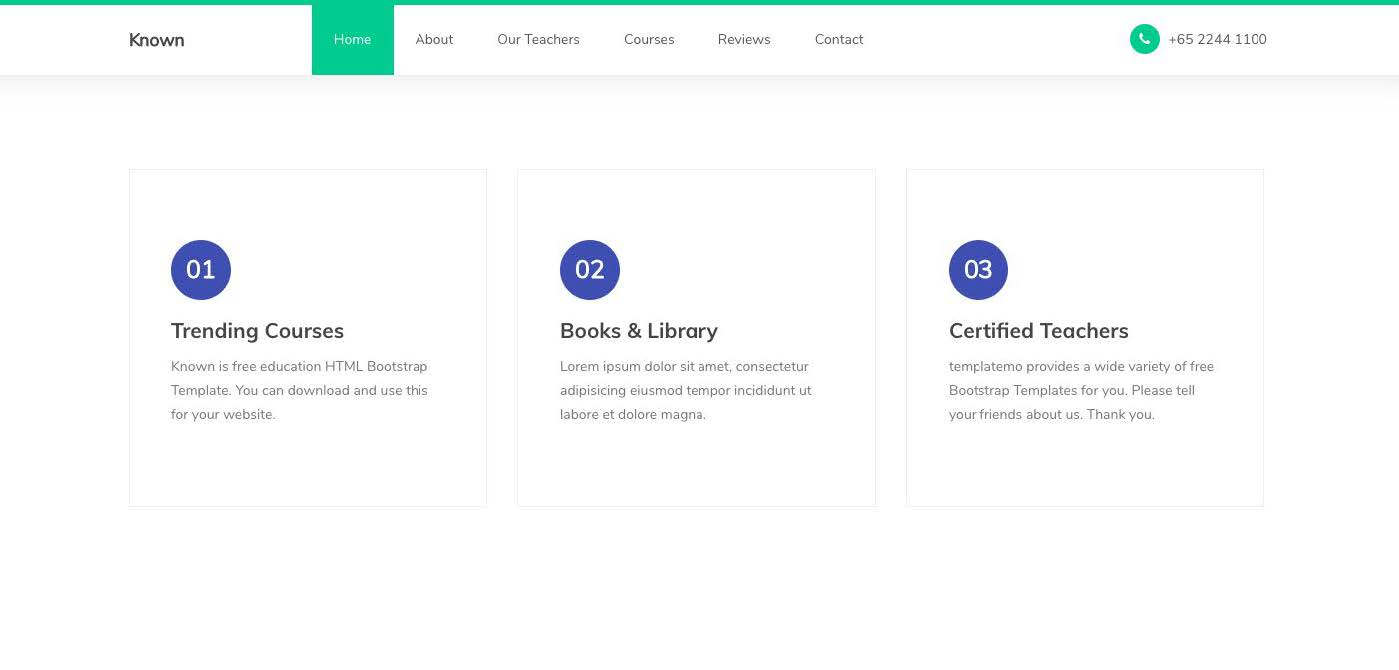 Known
Home
About
Our Teachers
Courses
Reviews
Contact
+65 2244 1100
01
Trending Courses
Known is free education HTML Bootstrap
Template. You can download and use this
for your website.
02
Books & Library
Lorem ipsum dolor sit amet, consectetur
adipisicing eiusmod tempor incididunt ut
labore et dolore magna.
03
Certified Teachers
templatemo provides a wide variety of free
Bootstrap Templates for you. Please tell
your friends about us. Thank you.